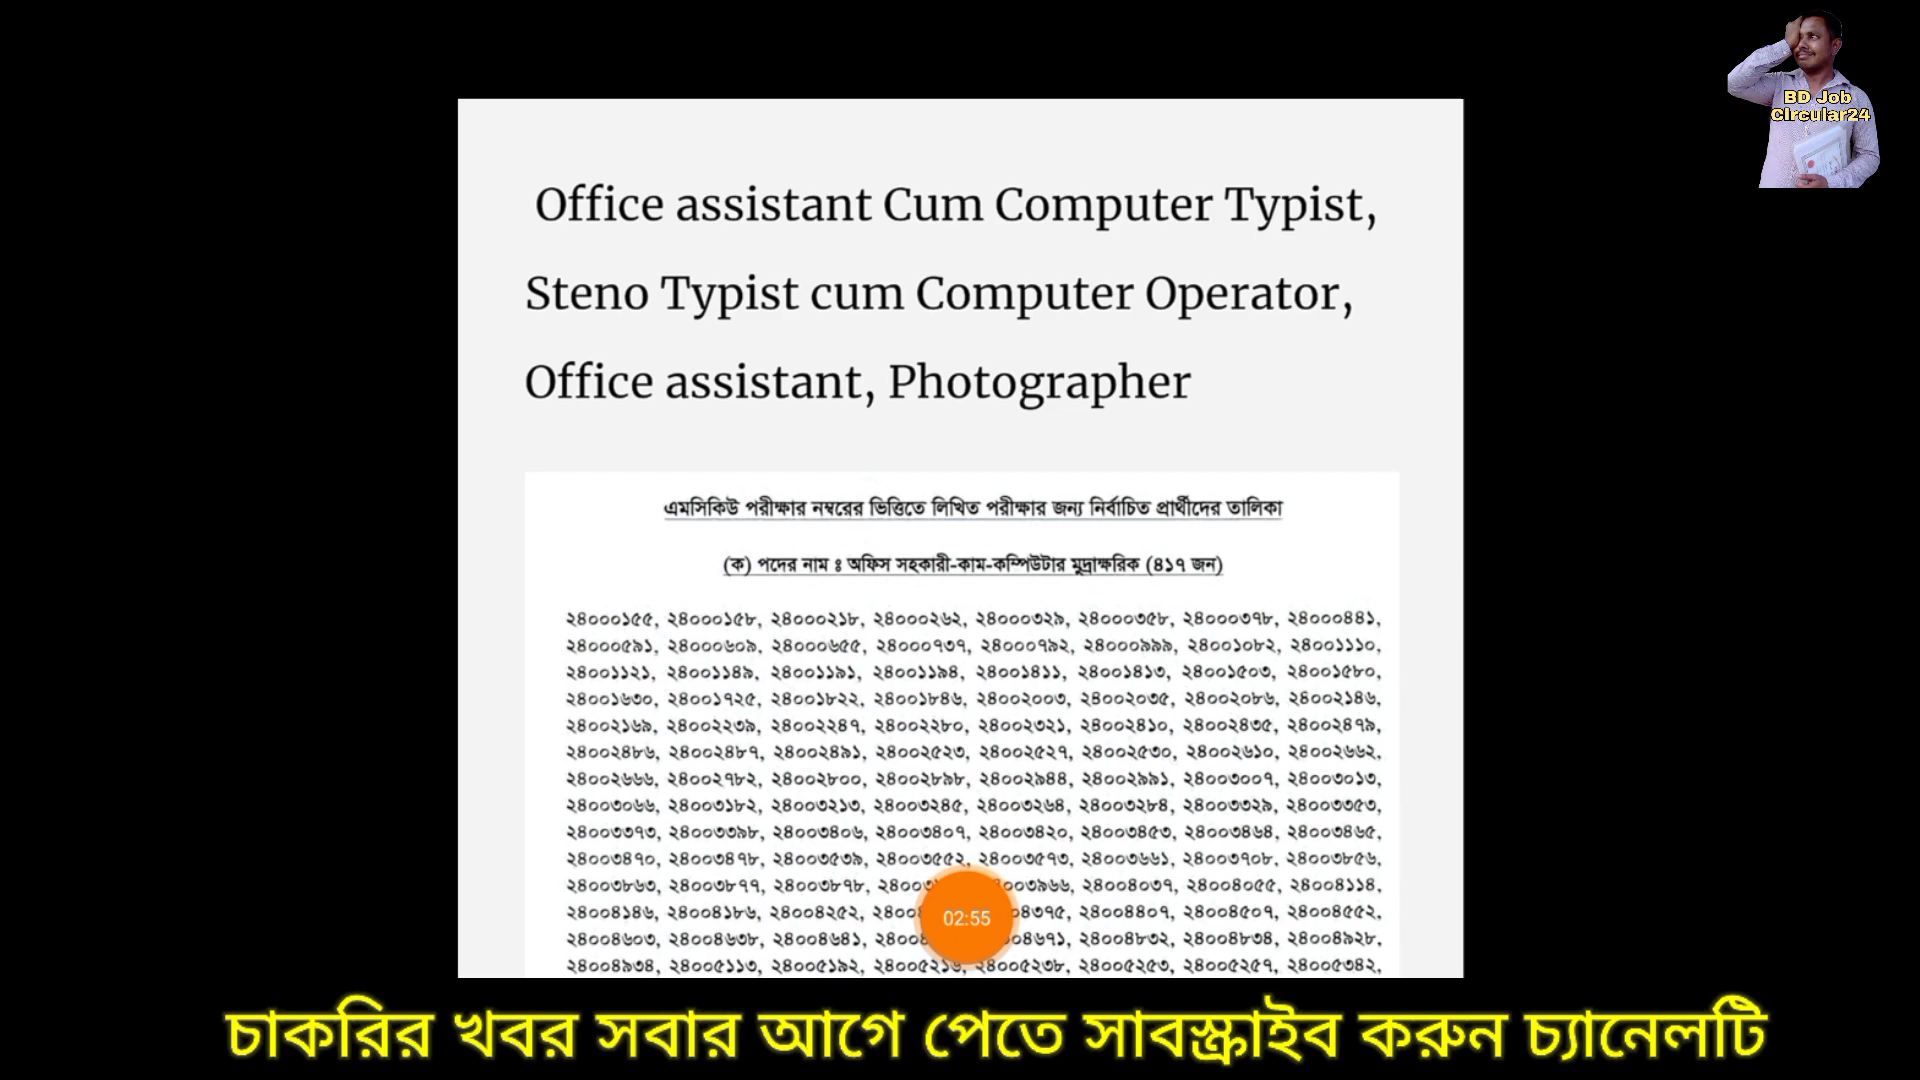 BD Job
Circular24
Office assistant Cum Computer Typist,
Steno Typist cum Computer Operator,
Office assistant, Photographer
এমসিকিউ পরীক্ষার নম্বরের ভিত্তিতে লিখিত পরীক্ষার জন্য নির্বাচিত প্রার্থীদের তালিকা
(ক) পদের নাম ঃ অফিস সহকারী-কাম-কম্পিউটার মুদ্রাক্ষরিক (৪১৭ জন)
২৪০০০১৫৫, ২৪০০০১৫৮, ২৪০০০২১৮, ২৪০০০২৬২, ২৪০০০৩২৯, ২৪০০০৩৫৮, ২৪০০০৩৭৮, ২৪০০০৪৪১,
২৪০০০৫৯১, ২৪০০০৬০৯, ২৪০০০৬৫৫, ২৪০০০৭৩৭, ২৪০০০৭৯২, ২৪০০০৯৯৯, ২৪০০১০৮২, ২৪০০১১১০,
২৪০০১১২১, ২৪০০১১৪৯, ২৪০০১১৯১, ২৪০০১১৯৪, ২৪০০১৪১১, ২৪০০১৪১৩, ২৪০০১৫০৩, ২৪০০১৫৮০,
২৪০০১৬৩০, ২৪০০১৭২৫, ২৪০০১৮২২, ২৪০০১৮৪৬, ২৪০০২০০৩, ২৪০০২০৩৫, ২৪০০২০৮৬, ২৪০০২১৪৬,
২৪০০২১৬৯, ২৪০০২২৩৯, ২৪০০২২৪৭, ২৪০০২২৮০, ২৪০০২৩২১, ২৪০০২৪১০, ২৪০০২৪৩৫, ২৪০০২৪৭৯,
২৪০০২৪৮৬, ২৪০০২৪৮৭, ২৪০০২৪৯১, ২৪০০২৫২৩, ২৪০০২৫২৭, ২৪০০২৫৩০, ২৪০০২৬১০, ২৪০০২৬৬২,
২৪০০২৬৬৬, ২৪০০২৭৮২, ২৪০০২৮০০, ২৪০০২৮৯৮, ২৪০০২৯৪৪, ২৪০০২৯৯১, ২৪০০৩০০৭, ২৪০০৩০১৩,
২৪০০৩০৬৬, ২৪০০৩১৮২, ২৪০০৩২১৩, ২৪০০৩২৪৫, ২৪০০৩২৬৪, ২৪০০৩২৮৪, ২৪০০৩৩২৯, ২৪০০৩৩৫৩,
২৪০০৩৩৭৩, ২৪০০৩৩৯৮, ২৪০০৩৪০৬, ২৪০০৩৪০৭, ২৪০০৩৪২০, ২৪০০৩৪৫৩, ২৪০০৩৪৬৪, ২৪০০৩৪৬৫,
২৪০০৩৪৭০, ২৪০০৩৪৭৮, ২৪০০৩৫৩৯, ২৪০০৩৫৫২, ২৪০০৩৫৭৩, ২৪০০৩৬৬১, ২৪০০৩৭০৮, ২৪০০৩৮৫৬,
২৪০০৩৮৬৩, ২৪০০৩৮৭৭, ২৪০০৩৮৭৮, ২৪০০৪০৩৭, ২৪০০৪০৫৫, ২৪০০৪১১৪,
২৪০০৪১৪৬, ২৪০০৪১৮৬, ২৪০০৪২৫২, ২৪০০৪৪০৭, ২৪০০৪৫০৭, ২৪০০৪৫৫২,
২৪০০৪৬০৩, ২৪০০৪৬৩৮, ২৪০০৪৬৪১, ২৪০০৪৮৩২, ২৪০০৪৮৩৪, ২৪০০৪৯২৮,
২৪০০৪৯৩৪, ২৪০০৫১১৩, ২৪০০৫১৯২, ২৪০০৫২১৬, ২৪০০৫২৩৮, ২৪০০৫২৫৩, ২৪০০৫২৫৭, ২৪০০৫৩৪২,
02:55
চাকরির খবর সবার আগে পেতে সাবস্ক্রাইব করুন চ্যানেলটি